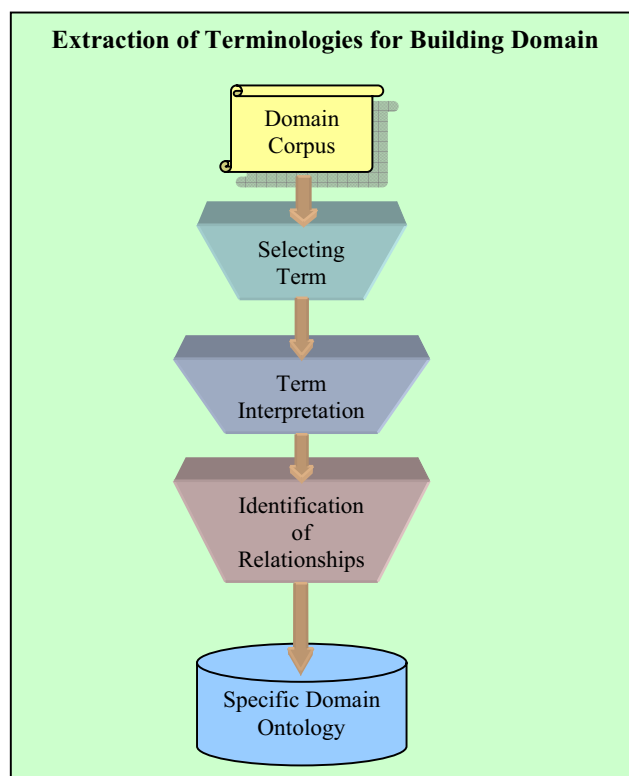 Extraction of Terminologies for Building Domain
Domain
Corpus
Selecting
Term
Term
Interpretation
Identification
of
Relationships
Specific Domain
Ontology